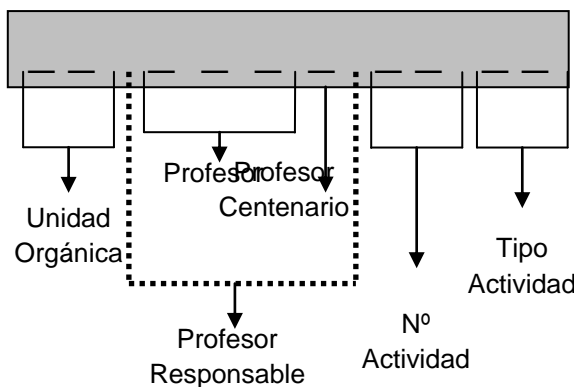 Profesor
Profesor
Centenario
Unidad
Orgánica
Tipo
Actividad
Nº
Actividad
Profesor
Responsable